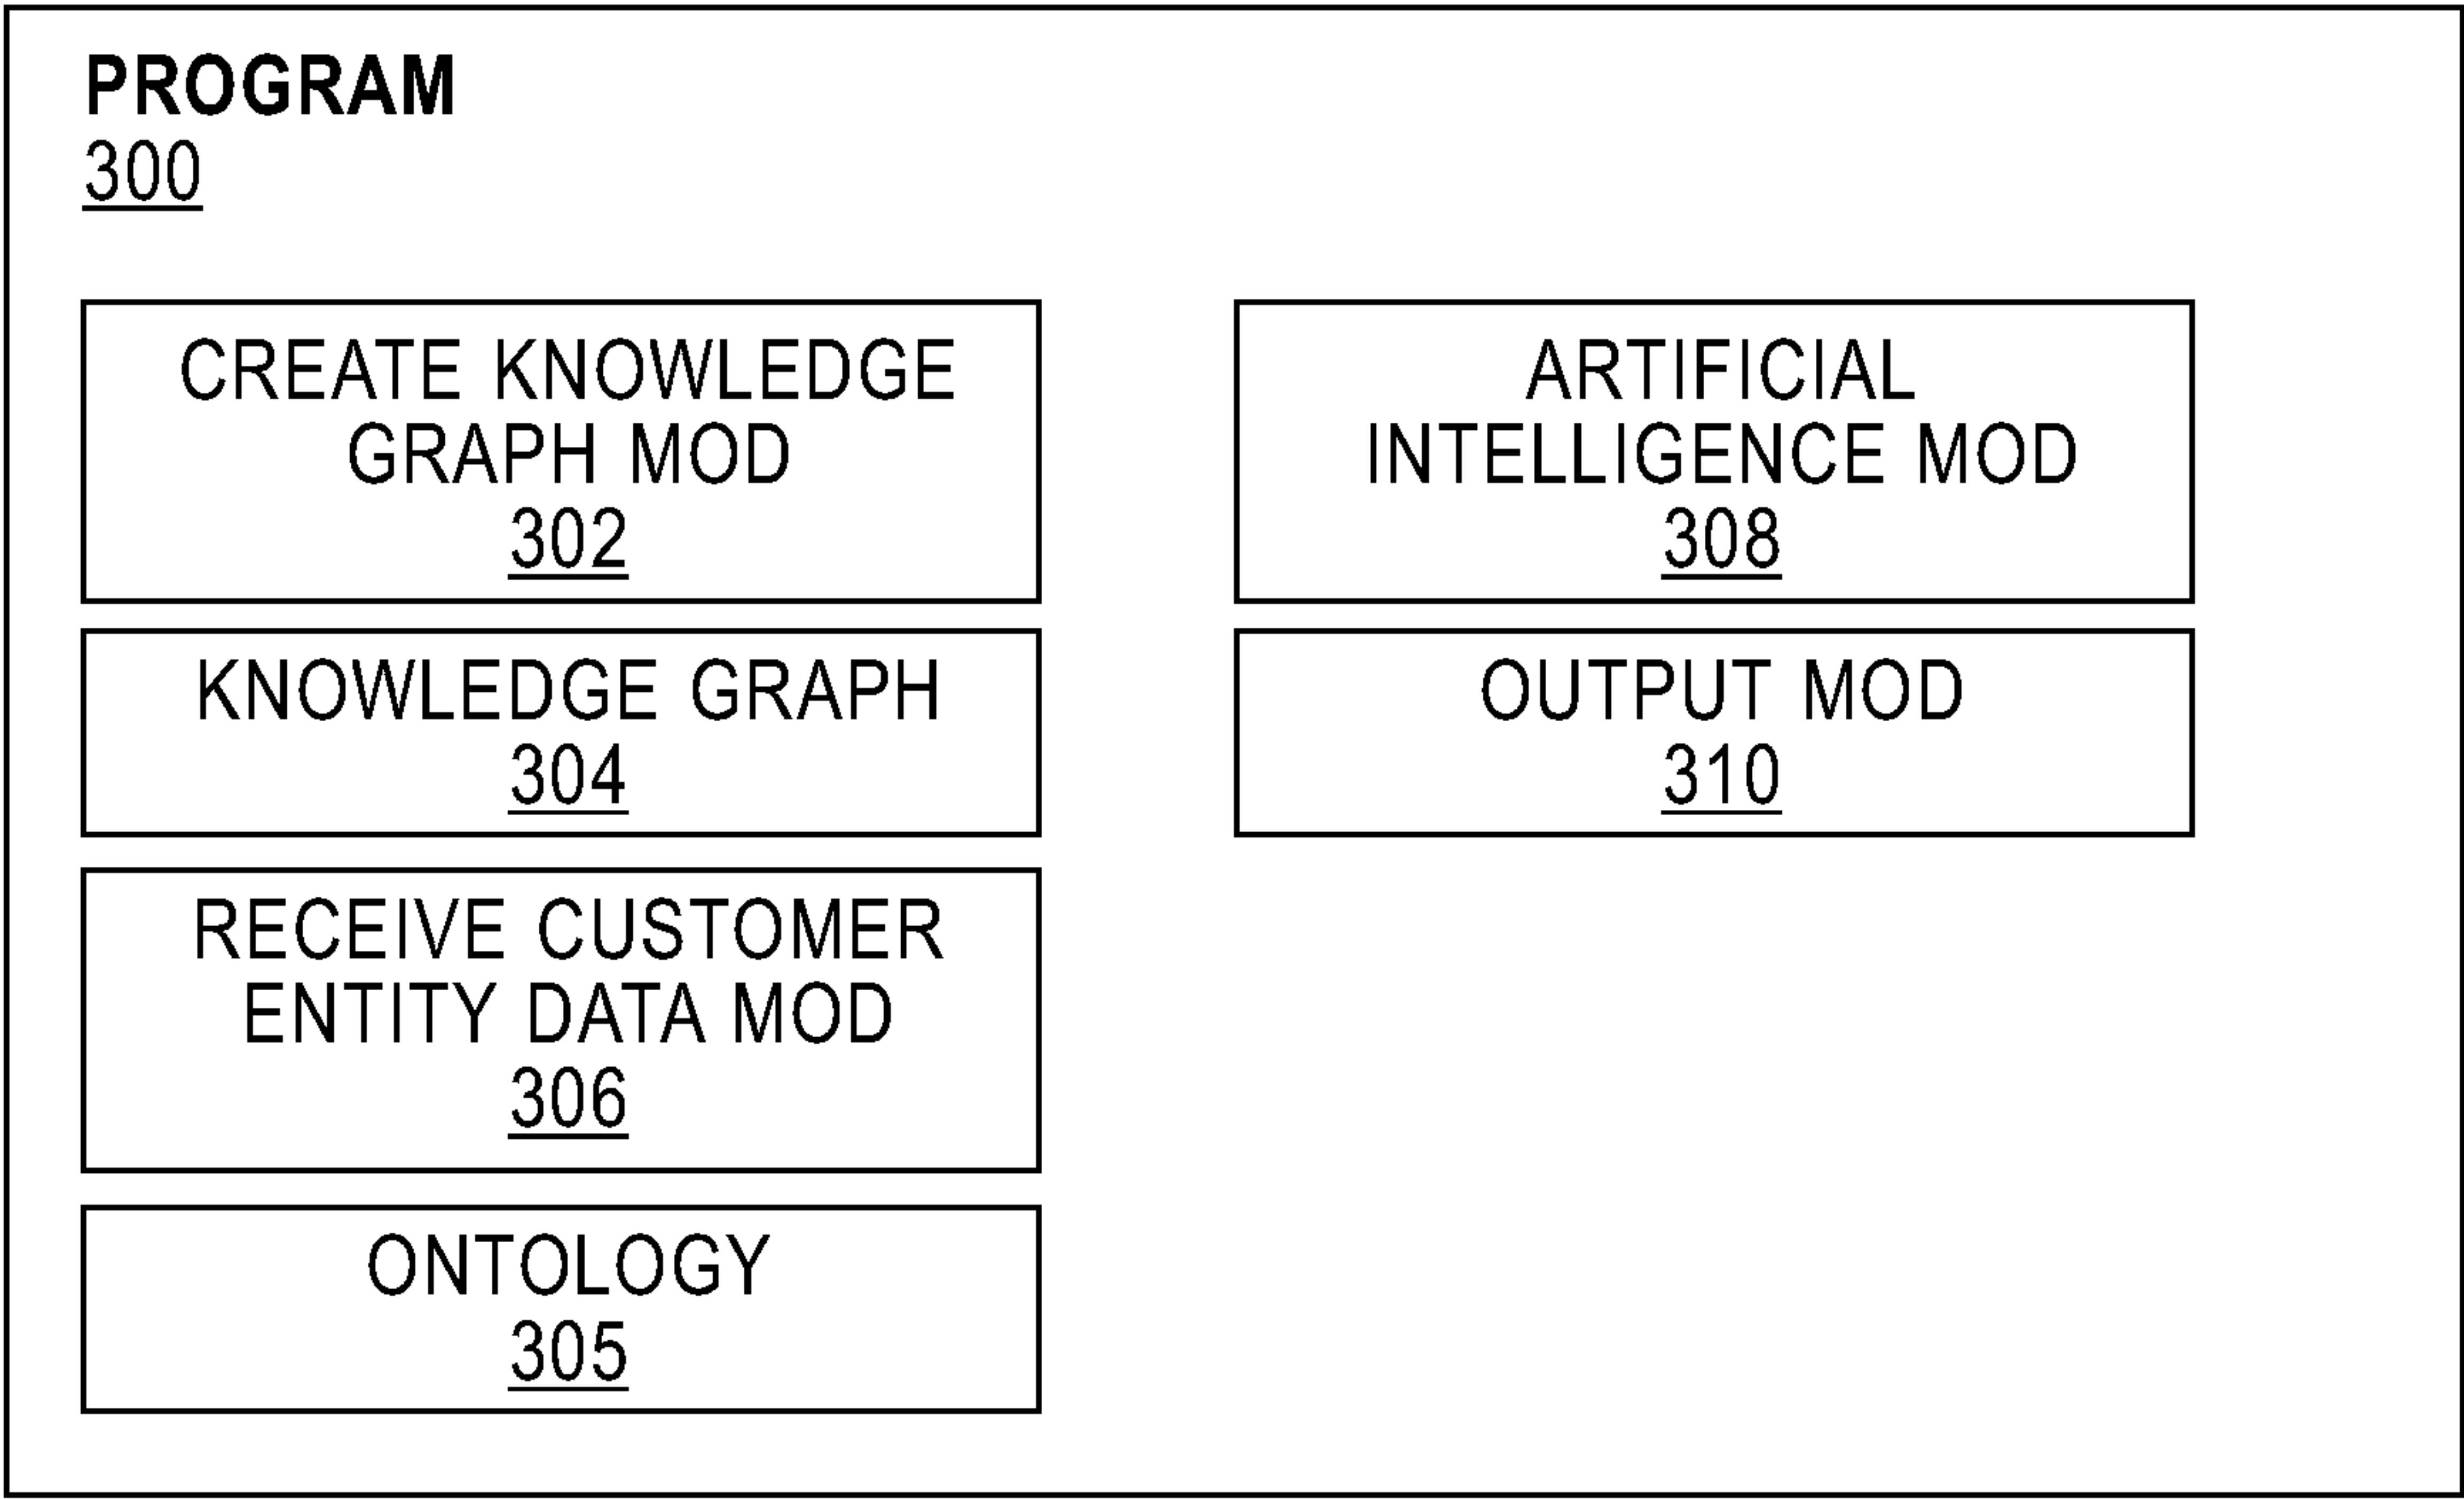 PROGRAM
300
CREATE KNOWLEDGE
GRAPH MOD
302
KNOWLEDGE GRAPH
304
RECEIVE CUSTOMER
ENTITY DATA MOD
306
ONTOLOGY
305
ARTIFICIAL
INTELLIGENCE MOD
308
OUTPUT MOD
310